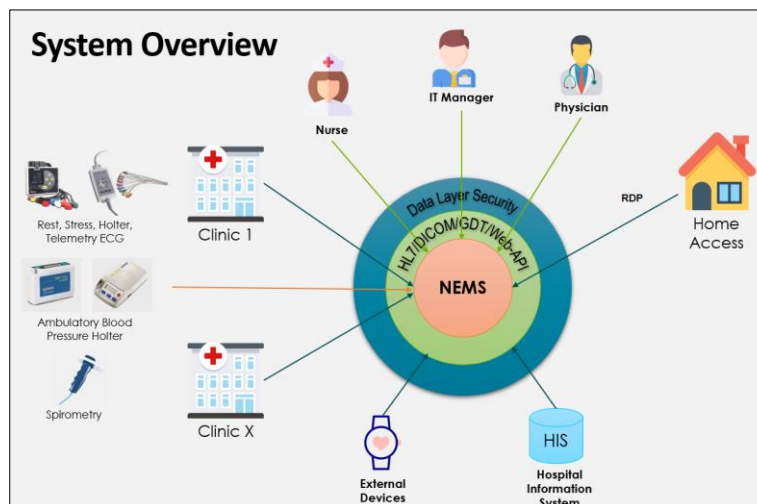 System Overview
Nurse
IT Manager
Physician
Rest, Stress, Holter,
Telemetry ECG
Clinic 1
Data Layer Security
HL7/DICOM/GDT/Web-API
NEMS
RDP
Home
Access
Ambulatory Blood
Pressure Holter
Spirometry
Clinic X
External
Devices
HIS
Hospital
Information
System